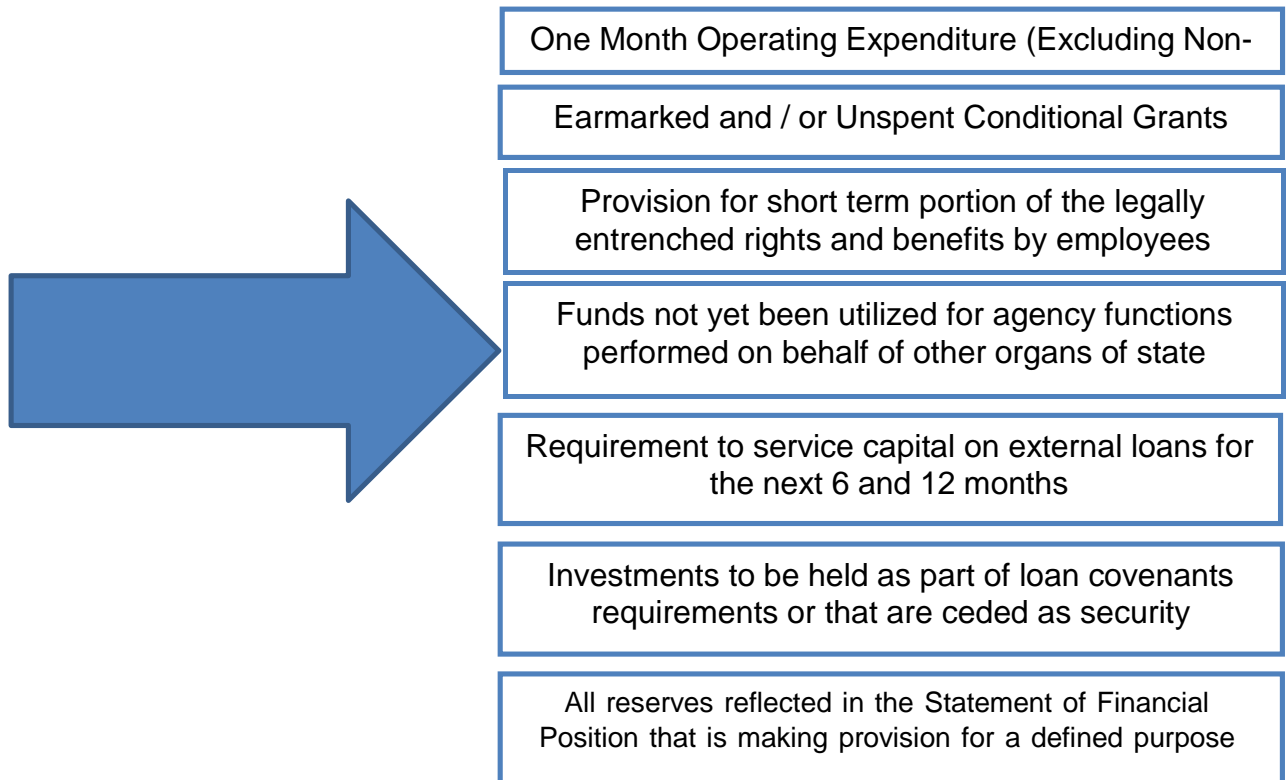 One Month Operating Expenditure (Excluding Non-
Earmarked and / or Unspent Conditional Grants
Provision for short term portion of the legally
entrenched rights and benefits by employees
Funds not yet been utilized for agency functions
performed on behalf of other organs of state
Requirement to service capital on external loans for
the next 6 and 12 months
Investments to be held as part of loan covenants
requirements or that are ceded as security
All reserves reflected in the Statement of Financial
Position that is making provision for a defined purpose